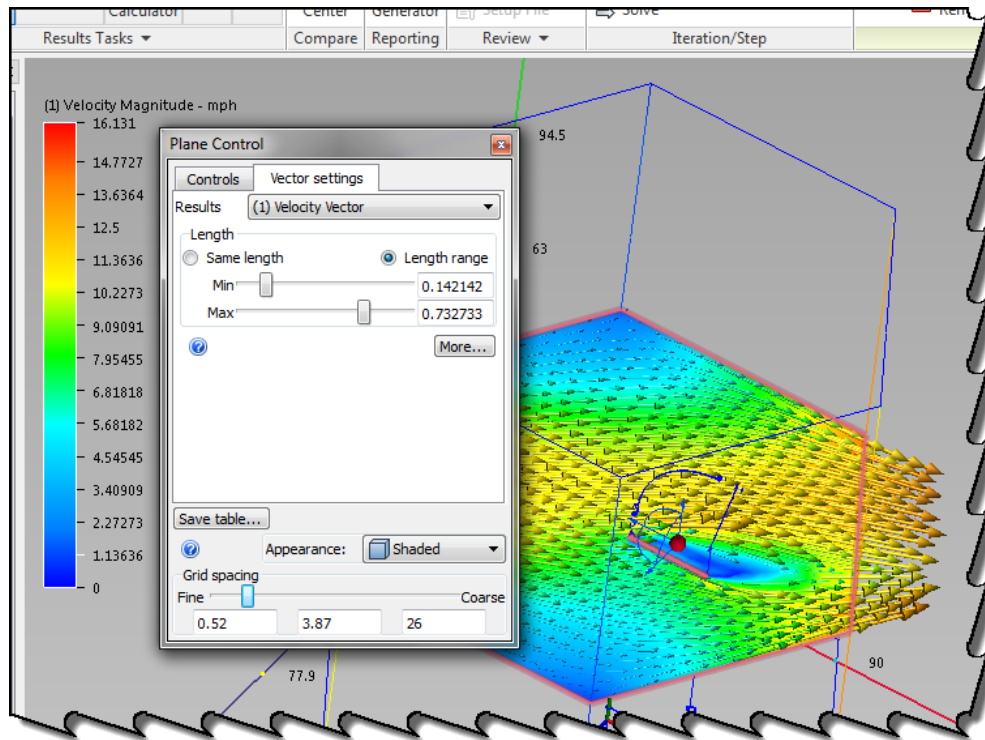 Calculator
Center
Generator
Setup File
Solve
Results Tasks
Compare
Reporting
Review
Iteration/Step
(1) Velocity Magnitude - mph
16.131
14.7727
13.6364
12.5
11.3636
10.2273
9.09091
7.95455
6.81818
5.68182
4.54545
3.40909
2.27273
1.13636
0
Plane Control
Controls
Vector settings
Results
(1) Velocity Vector
Length
Same length
Length range
Min
0.142142
Max
0.732733
More...
Save table...
Appearance:
Shaded
Grid spacing
Fine
Coarse
0.52
3.87
26
94.5
63
77.9
90